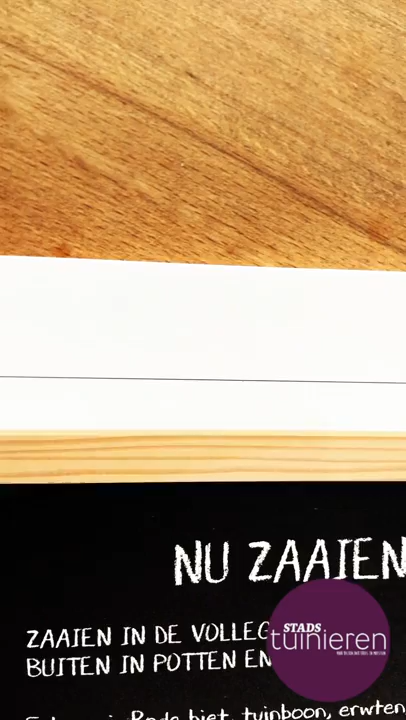 NU ZAAIEN
ZAAIEN IN DE VOLLEG
BUITEN IN POTTEN EN
Rode biet, tuinboon, erwten
STADS
tuinieren